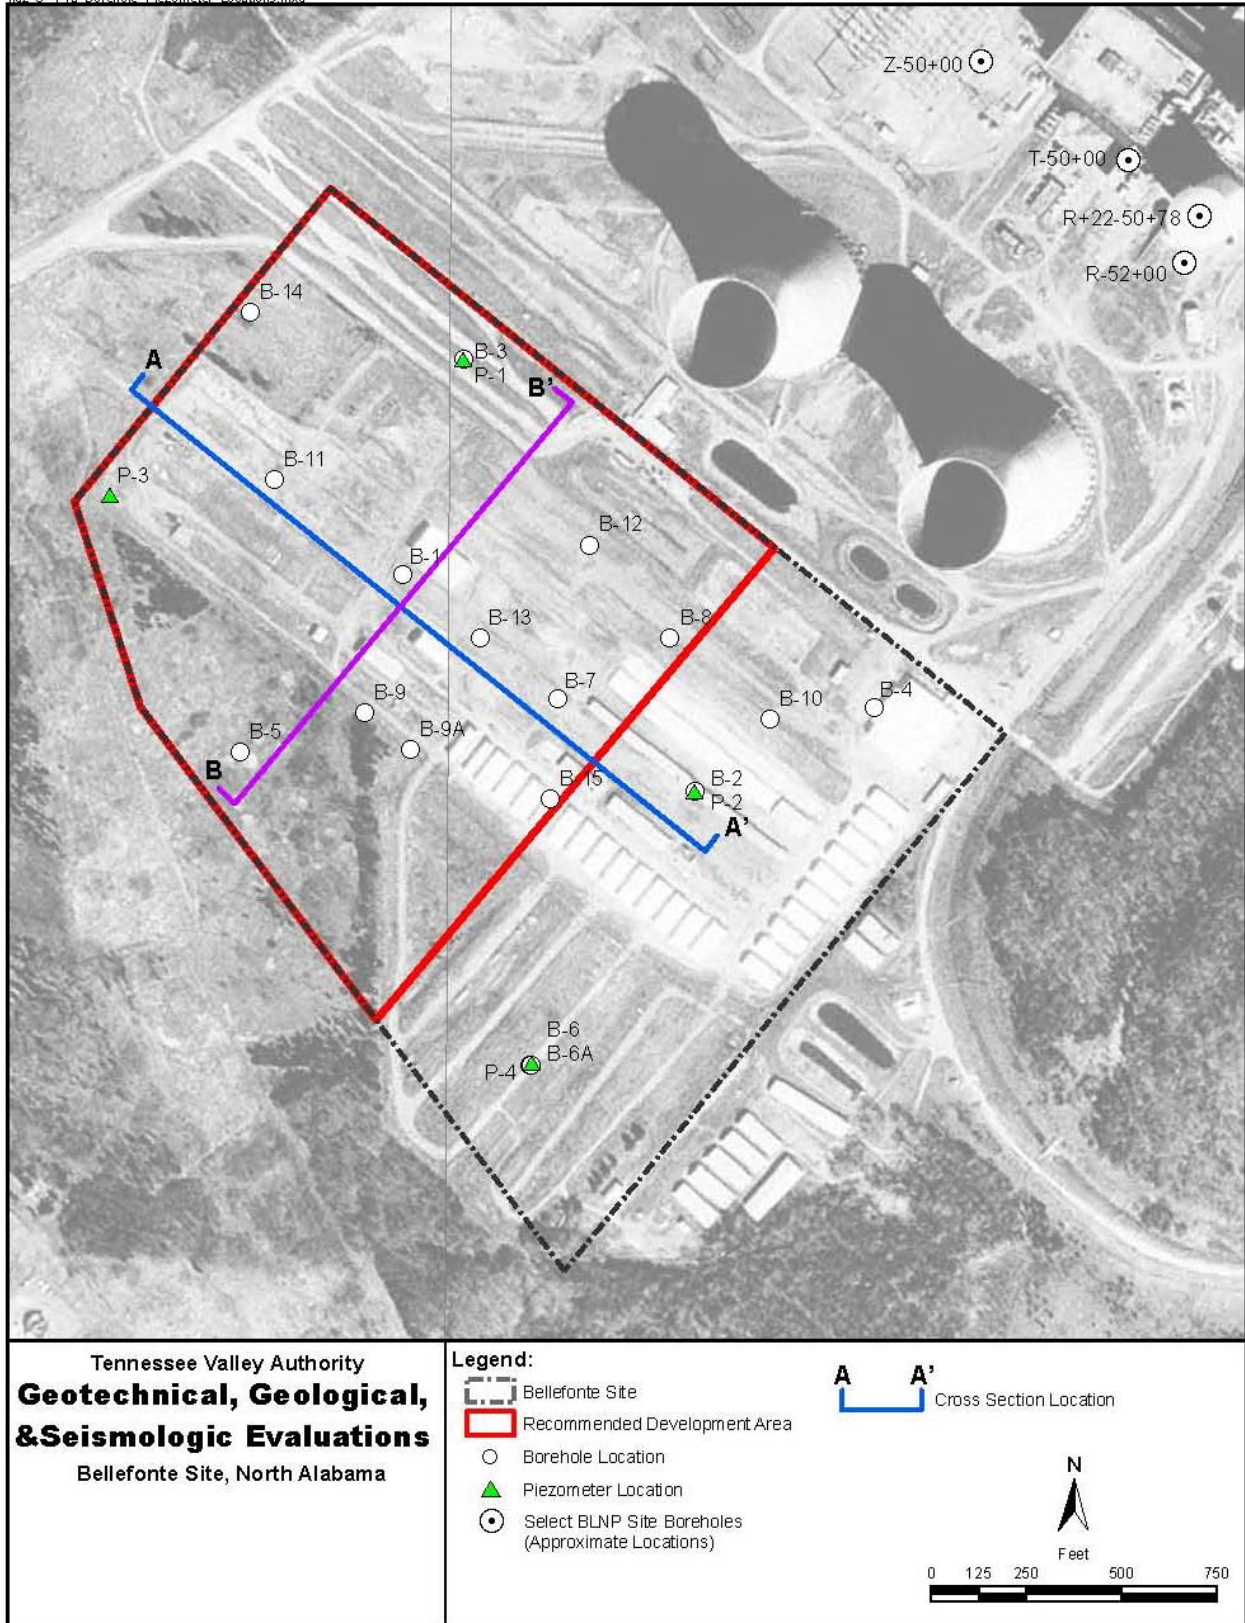 Z-50+00
T-50+00
R+22-50+78
R-52+00
B-14
A
B-3
P-1
B'
B-11
P-3
B-12
B-1
B-13
B-8
B-7
B-9
B-4
B-10
B-9A
B-5
B
B-15
B-2
P-2
A'
B-6
B-6A
P-4
Tennessee Valley Authority
Geotechnical, Geological,
&Seismologic Evaluations
Bellefonte Site, North Alabama
Legend:
Bellefonte Site
Recommended Development Area
Borehole Location
Piezometer Location
Select BLNP Site Boreholes
(Approximate Locations)
A A'
Cross Section Location
N
Feet
0 125 250 500 750